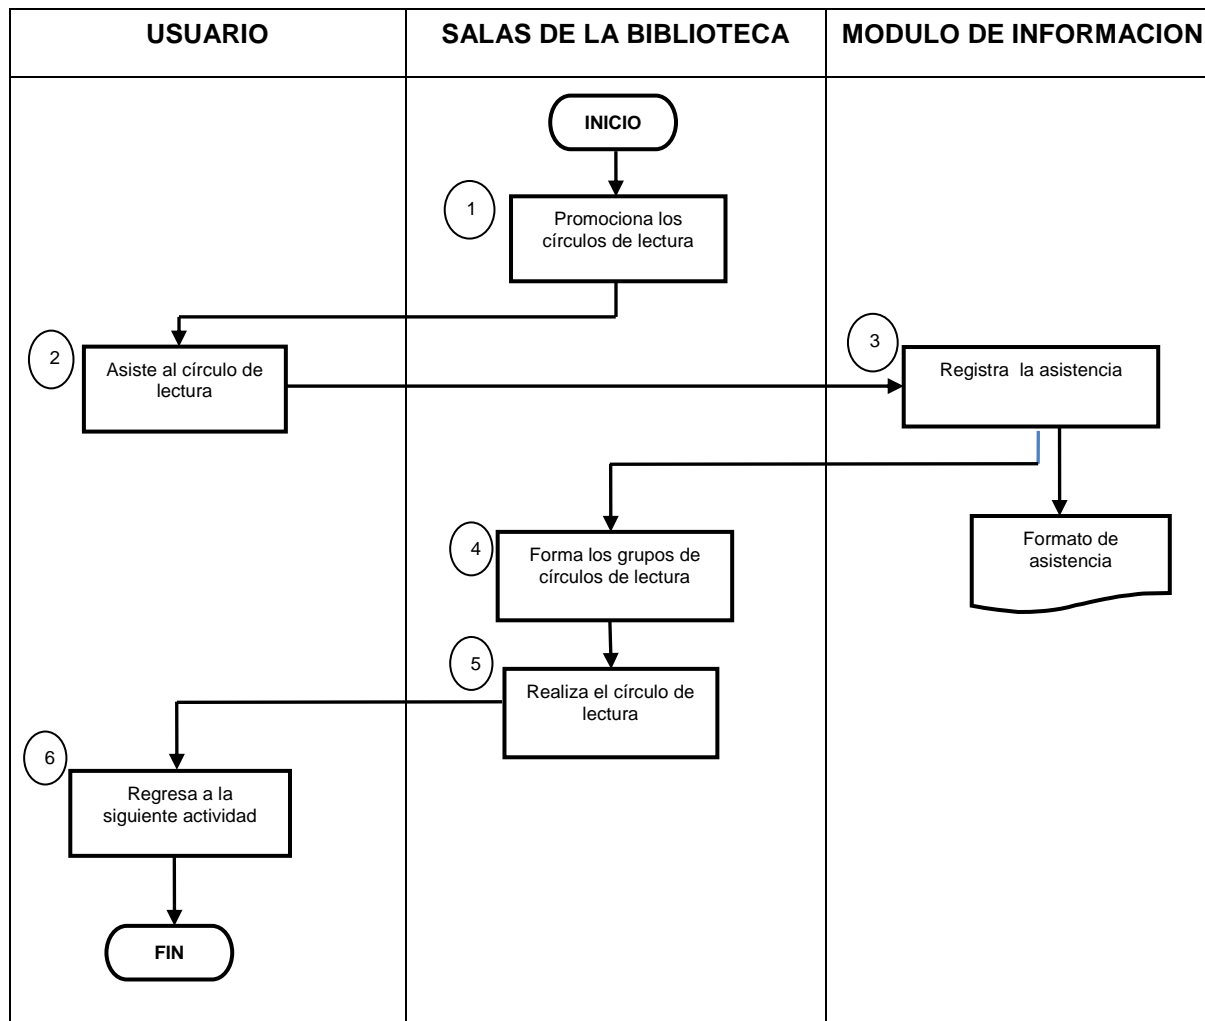 USUARIO
SALAS DE LA BIBLIOTECA
MODULO DE INFORMACION
INICIO
1
Promociona los
círculos de lectura
2
Asiste al círculo de
lectura
3
Registra  la asistencia
Formato de
asistencia
4
Forma los grupos de
círculos de lectura
5
Realiza el círculo de
lectura
6
Regresa a la
siguiente actividad
FIN